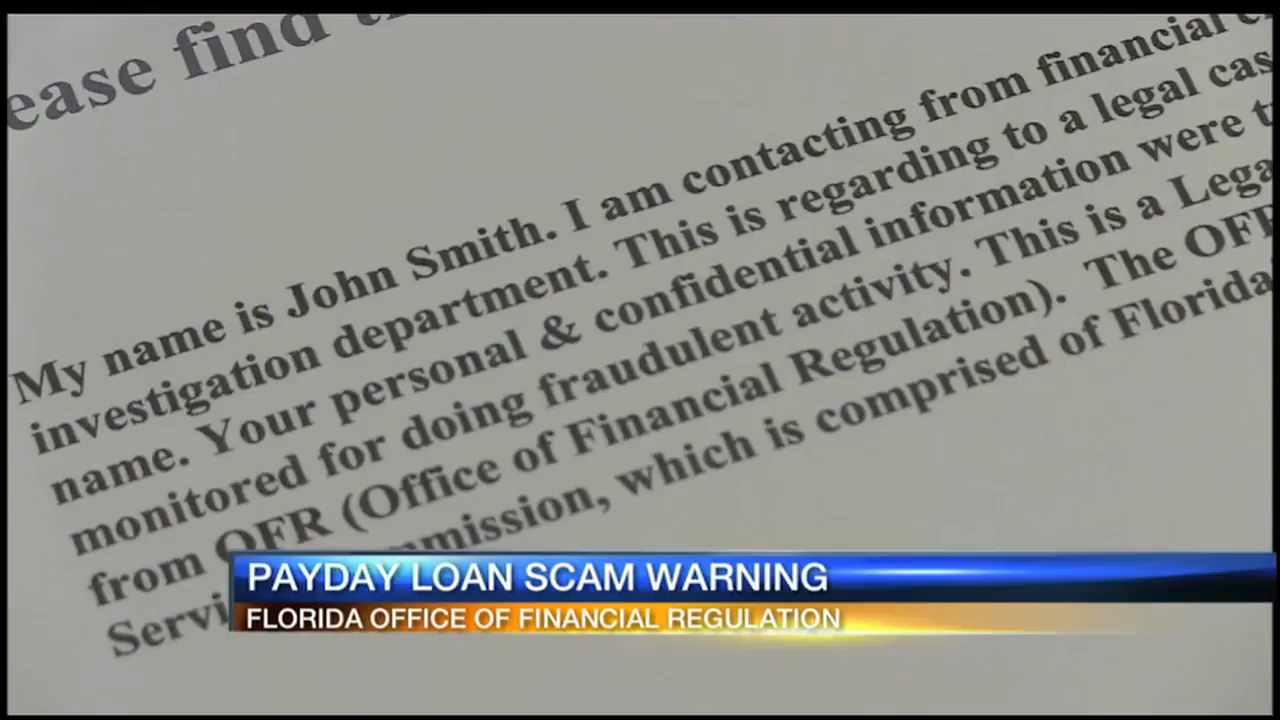 ease find
My name is John Smith. I am contacting from financial
investigation department. This is regarding to a legal cas
name. Your personal & confidential information were t
monitored for doing fraudulent activity. This is a Lega
from OFR (Office of Financial Regulation). The OFR
Servi mmission, which is comprised of Florida
PAYDAY LOAN SCAM WARNING
FLORIDA OFFICE OF FINANCIAL REGULATION